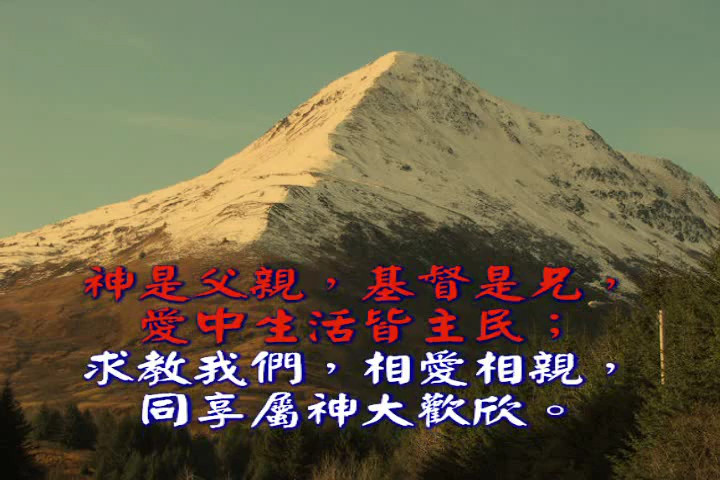 神是父親，基督是兄，
愛中生活皆主民；
求教我們，相愛相親，
同享屬神大歡欣。